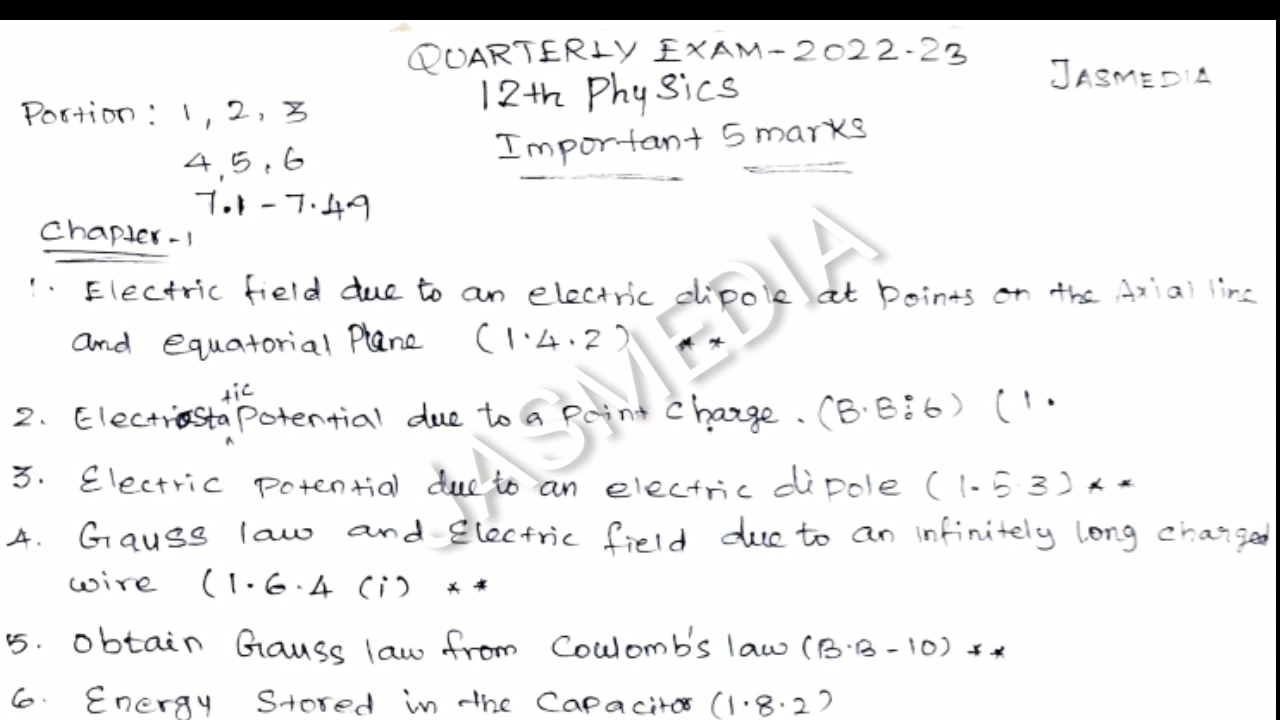 QUARTERLY EXAM-2022-23
JASMEDIA
12th Physics
Important 5 marks
Portion: 1, 2, 3
4, 5, 6
7.1 - 7.49
Chapter-1
1. Electric field due to an electric dipole at points on the Axial line
and equatorial Plane (1.4.2) **
2. Electrostatic Potential due to a Point Charge. (B.B:6) (1.
3. Electric Potential due to an electric dipole (1.5.3) **
4. Gauss law and Electric field due to an infinitely long charged
wire (1.6.4 (i) **
5. Obtain Gauss law from Coulomb's law (B.B-10) **
6. Energy Stored in the Capacitor (1.8.2)
JASMEDIA